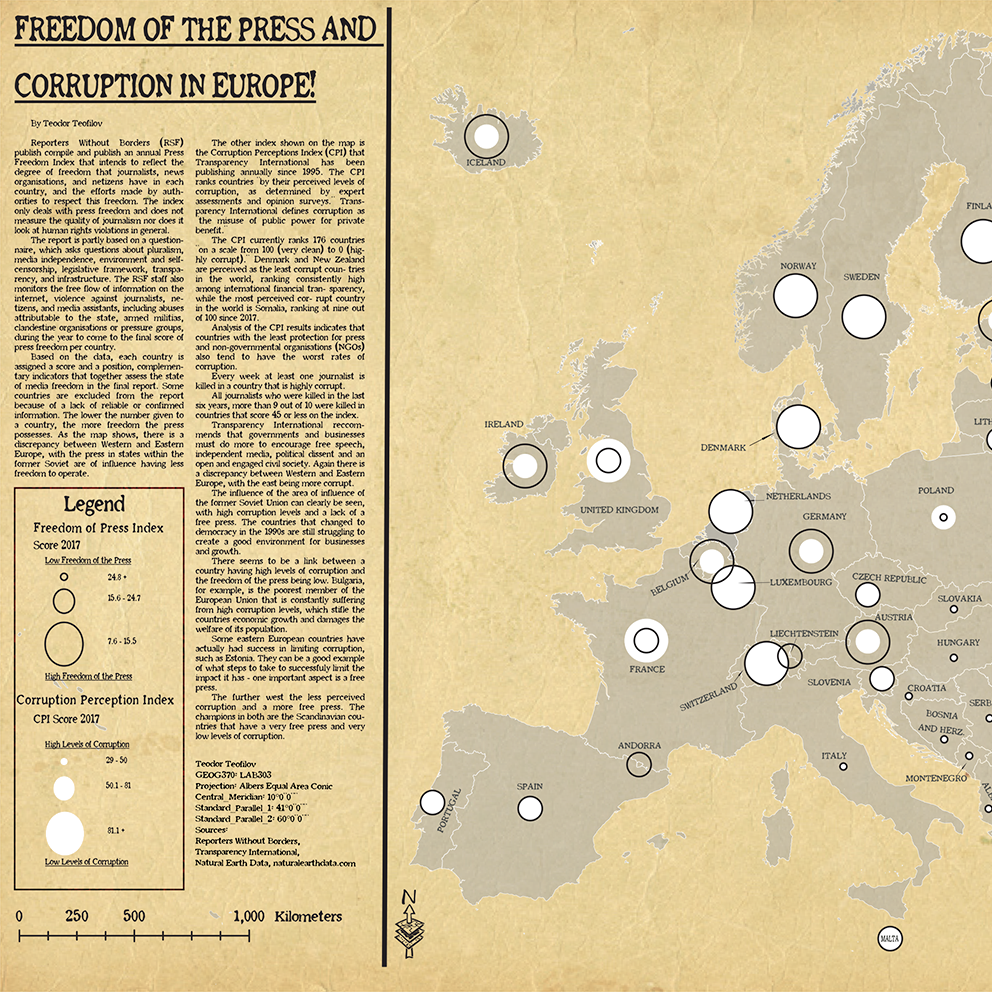 FREEDOM OF THE PRESS AND
CORRUPTION IN EUROPE!
By Teodor Teofilov
Reporters Without Borders (RSF)
publish compile and publish an annual Press
Freedom Index that intends to reflect the
degree of freedom that journalists, news
organisations, and netizens have in each
country, and the efforts made by auth-
orities to respect this freedom. The index
only deals with press freedom and does not
measure the quality of journalism nor does it
look at human rights violations in general.
The report is partly based on a question-
naire, which asks questions about pluralism,
media independence, environment and self-
censorship, legislative framework, transpa-
rency, and infrastructure. The RSF staff also
monitors the free flow of information on the
internet, violence against journalists, ne-
tizens, and media assistants, including abuses
attributable to the state, armed militias,
clandestine organisations or pressure groups,
during the year to come to the final score of
press freedom per country.
Based on the data, each country is
assigned a score and a position, complemen-
tary indicators that together assess the state
of media freedom in the final report. Some
countries are excluded from the report
because of a lack of reliable or confirmed
information. The lower the number given to
a country, the more freedom the press
possesses. As the map shows, there is a
discrepancy between Western and Eastern
Europe, with the press in states within the
former Soviet are of influence having less
freedom to operate.
The other index shown on the map is
the Corruption Perceptions Index (CPI) that
Transparency International has been
publishing annually since 1995. The CPI
ranks countries by their perceived levels of
corruption, as determined by expert
assessments and opinion surveys. Trans-
parency International defines corruption as
the misuse of public power for private
benefit.
The CPI currently ranks 176 countries
"on a scale from 100 (very clean) to 0 (hig-
hly corrupt)." Denmark and New Zealand
are perceived as the least corrupt coun- tries
in the world, ranking consistently high
among international financial tran- sparency,
while the most perceived cor- rupt country
in the world is Somalia, ranking at nine out
of 100 since 2017.
Analysis of the CPI results indicates that
countries with the least protection for press
and non-governmental organisations (NGOs)
also tend to have the worst rates of
corruption.
Every week at least one journalist is
killed in a country that is highly corrupt.
All journalists who were killed in the last
six years, more than 9 out of 10 were killed in
countries that score 45 or less on the index.
Transparency International reccom-
mends that governments and businesses
must do more to encourage free speech,
independent media, political dissent and an
open and engaged civil society. Again there is
a discrepancy between Western and Eastern
Europe, with the east being more corrupt.
The influence of the area of influence of
the former Soviet Union can clearly be seen,
with high corruption levels and a lack of a
free press. The countries that changed to
democracy in the 1990s are still struggling to
create a good environment for businesses
and growth.
There seems to be a link between a
country having high levels of corruption and
the freedom of the press being low. Bulgaria,
for example, is the poorest member of the
European Union that is constantly suffering
from high corruption levels, which stifle the
countries economic growth and damages the
welfare of its population.
Some eastern European countries have
actually had success in limiting corruption,
such as Estonia. They can be a good example
of what steps to take to successfully limit the
impact it has - one important aspect is a free
press.
The further west the less perceived
corruption and a more free press. The
champions in both are the Scandinavian cou-
ntries that have a very free press and very
low levels of corruption.
Teodor Teofilov
GEOG370: LAB303
Projection: Albers Equal Area Conic
Central_Meridian: 10°0'0"
Standard_Parallel_1: 41°0'0"
Standard_Parallel_2: 60°0'0"
Sources:
Reporters Without Borders,
Transparency International,
Natural Earth Data, naturalearthdata.com
Legend
Freedom of Press Index
Score 2017
Low Freedom of the Press
24.8 +
15.6 - 24.7
7.6 - 15.5
High Freedom of the Press
Corruption Perception Index
CPI Score 2017
High Levels of Corruption
29 - 50
50.1 - 81
81.1 +
Low Levels of Corruption
0 250 500 1,000 Kilometers
N
ICELAND
FINLA
NORWAY
SWEDEN
IRELAND
DENMARK
LITH
UNITED KINGDOM
NETHERLANDS
POLAND
GERMANY
BELGIUM
LUXEMBOURG
CZECH REPUBLIC
SLOVAKIA
AUSTRIA
LIECHTENSTEIN
HUNGARY
FRANCE
SWITZERLAND
SLOVENIA
CROATIA
SERB
BOSNIA
AND HERZ.
ANDORRA
ITALY
MONTENEGRO
SPAIN
PORTUGAL
MALTA